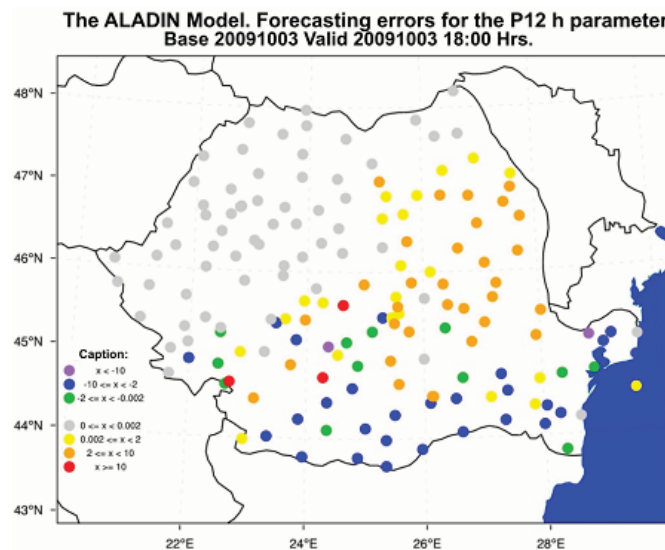 The ALADIN Model. Forecasting errors for the P12 h parameter
Base 20091003 Valid 20091003 18:00 Hrs.
48°N
47°N
46°N
45°N
44°N
43°N
Caption:
x < -10
-10 <= x < -2
-2 <= x < -0.002
0 <= x < 0.002
0.002 <= x < 2
2 <= x < 10
x >= 10
22°E
24°E
26°E
28°E